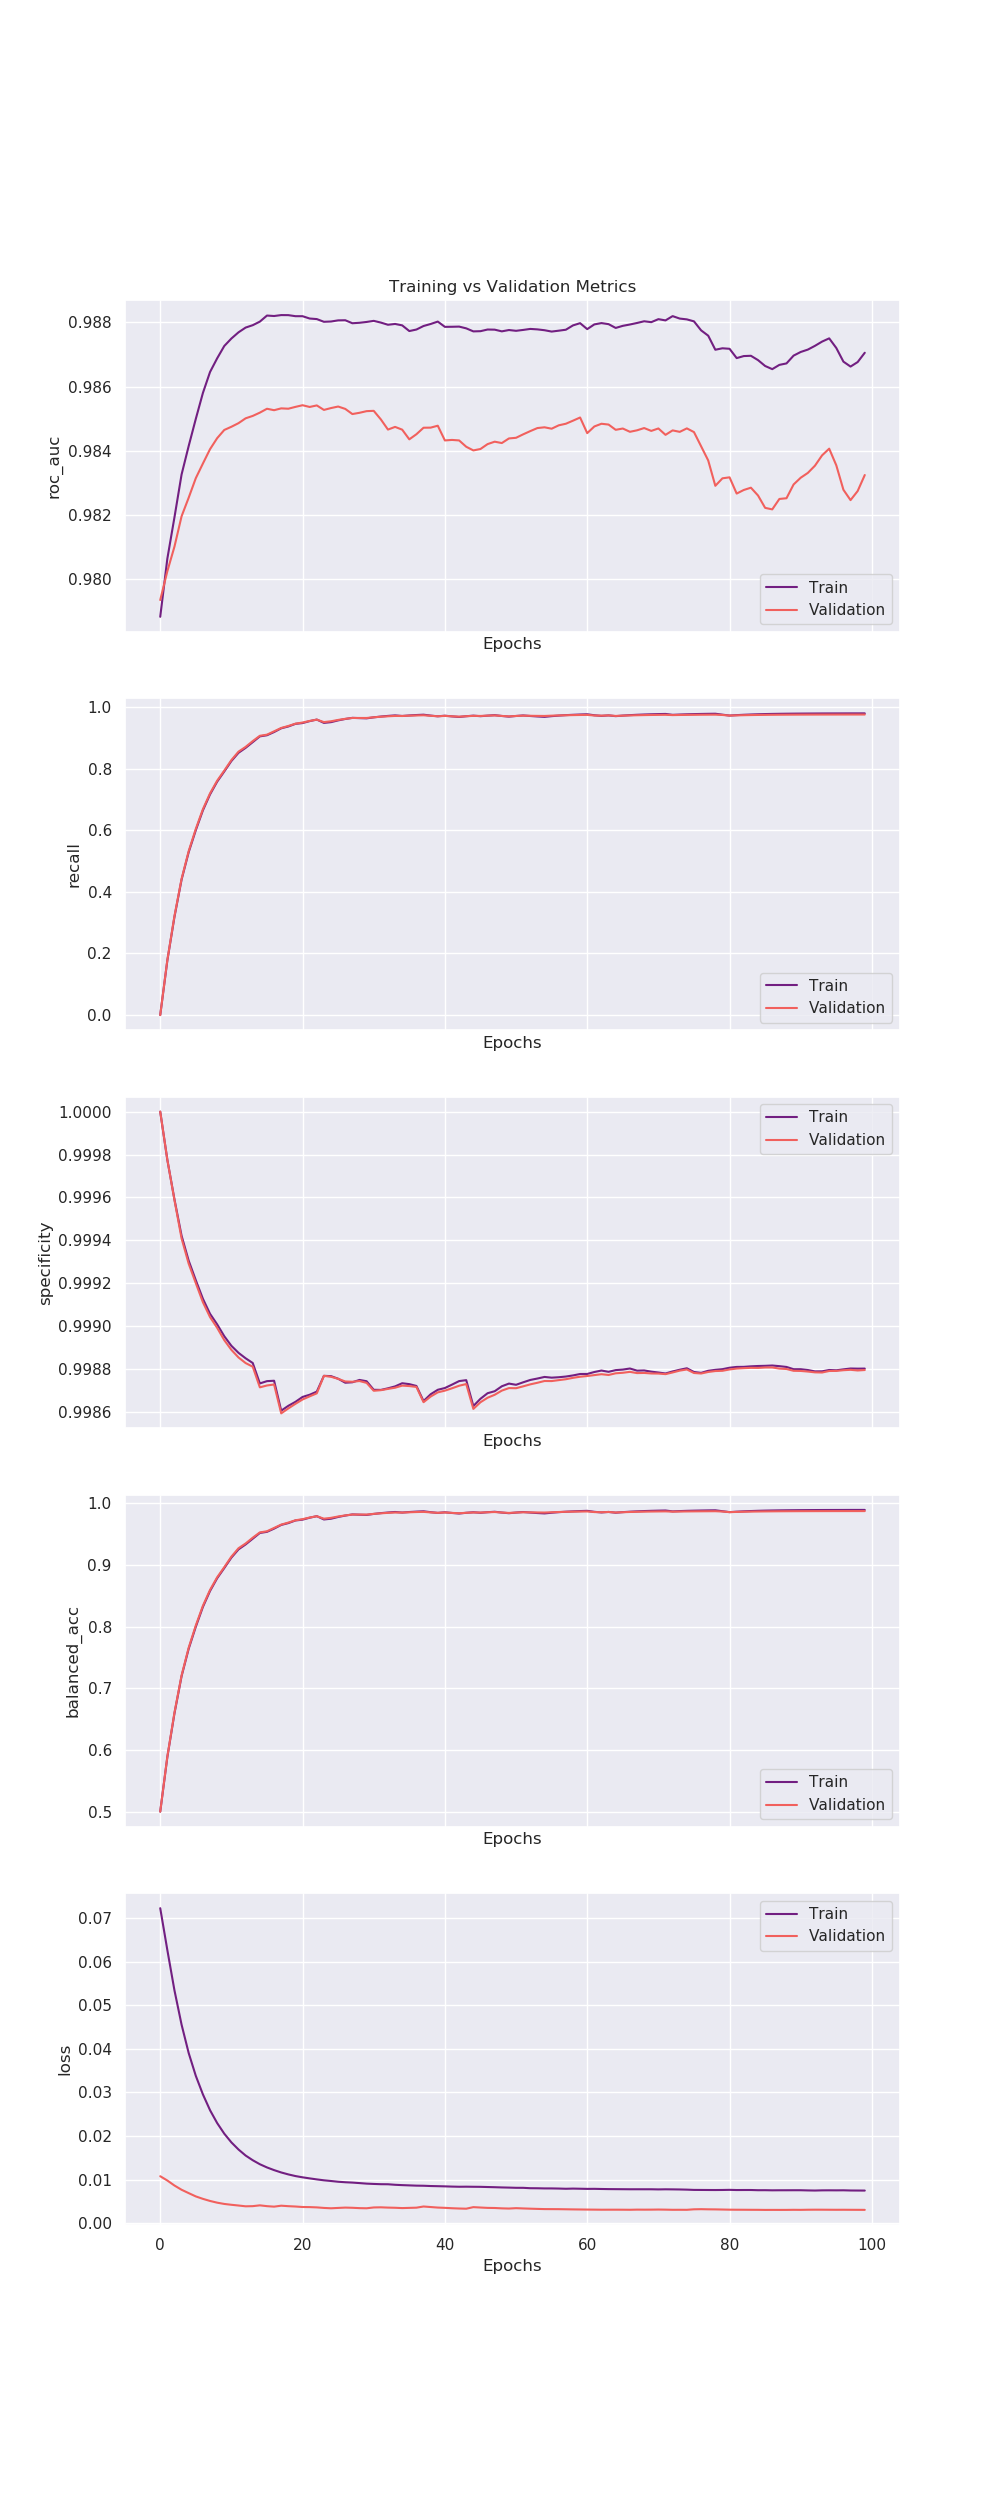 Training vs Validation Metrics
0.988
0.986
0.984
0.982
0.980
roc_auc
Train
Validation
Epochs
1.0
0.8
0.6
0.4
0.2
0.0
recall
Train
Validation
Epochs
1.0000
0.9998
0.9996
0.9994
0.9992
0.9990
0.9988
0.9986
specificity
Train
Validation
Epochs
1.0
0.9
0.8
0.7
0.6
0.5
balanced_acc
Train
Validation
Epochs
0.07
0.06
0.05
0.04
0.03
0.02
0.01
0.00
loss
Train
Validation
0 20 40 60 80 100
Epochs